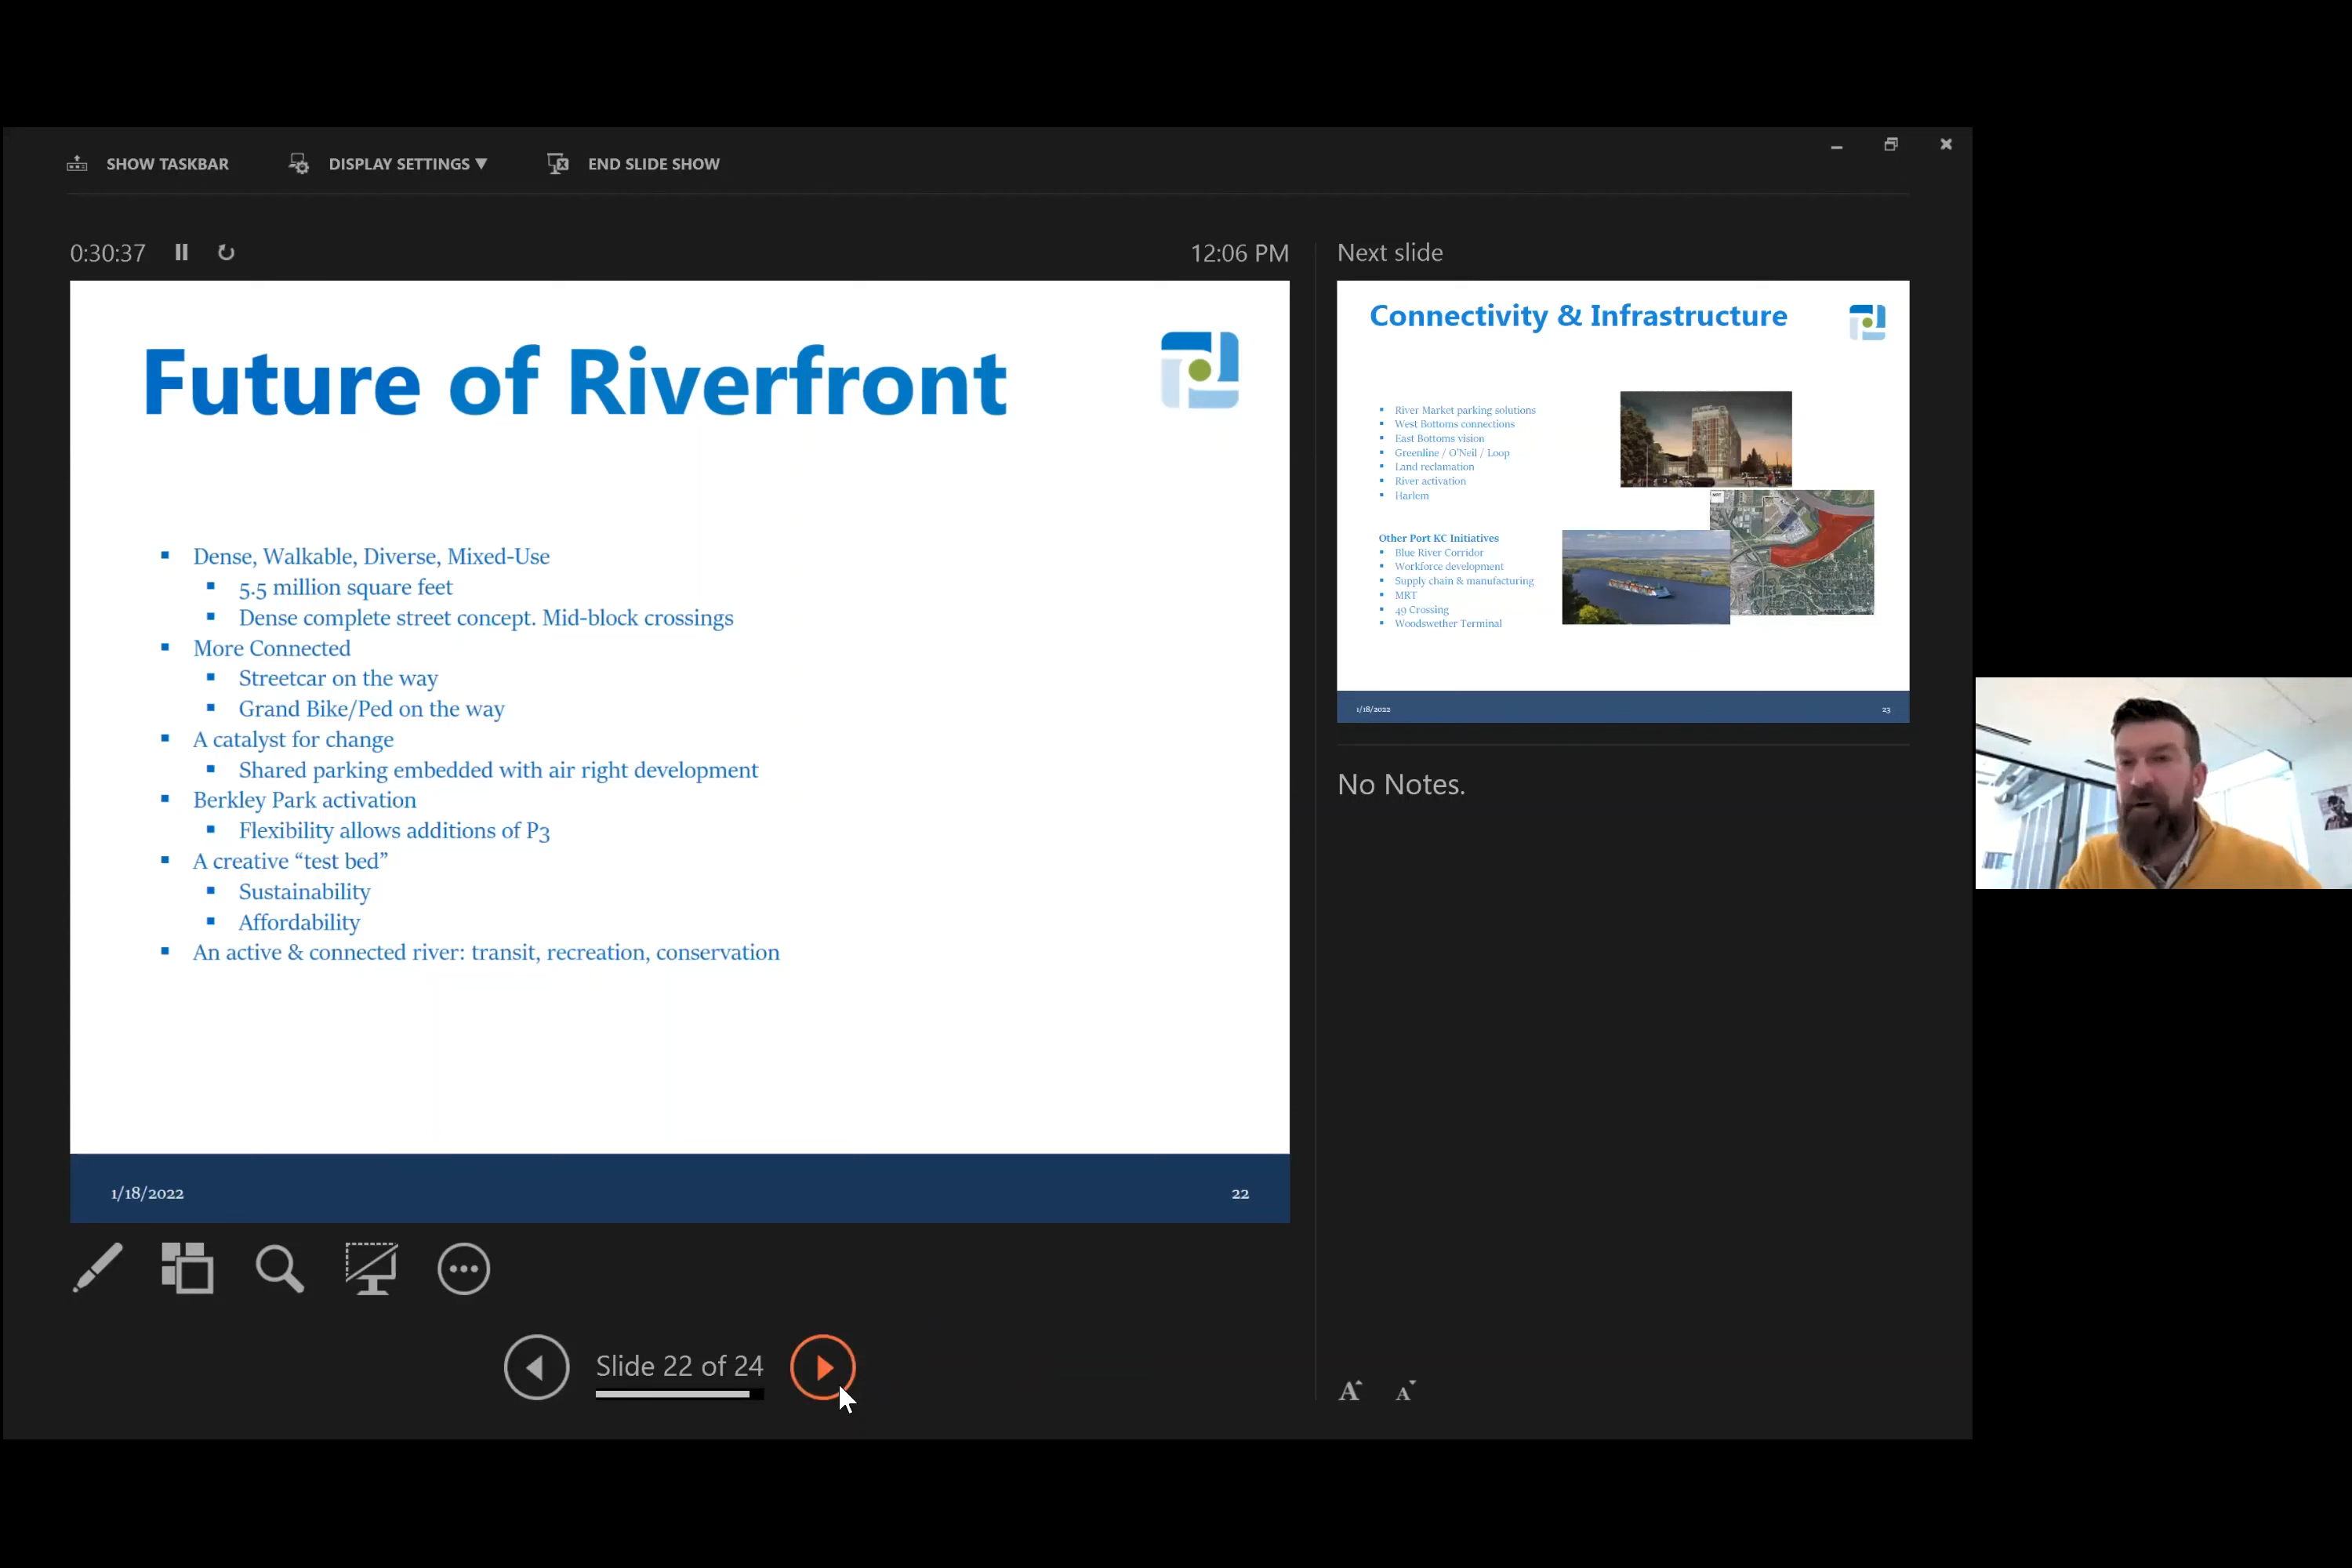 SHOW TASKBAR
DISPLAY SETTINGS ▼
END SLIDE SHOW
0:30:37
12:06 PM
Future of Riverfront
▪ Dense, Walkable, Diverse, Mixed-Use
▪ 5.5 million square feet
▪ Dense complete street concept. Mid-block crossings
▪ More Connected
▪ Streetcar on the way
▪ Grand Bike/Ped on the way
▪ A catalyst for change
▪ Shared parking embedded with air right development
▪ Berkley Park activation
▪ Flexibility allows additions of P3
▪ A creative “test bed”
▪ Sustainability
▪ Affordability
▪ An active & connected river: transit, recreation, conservation
1/18/2022
22
Slide 22 of 24
Next slide
Connectivity & Infrastructure
▪ River Market parking solutions
▪ West Bottoms connections
▪ East Bottoms vision
▪ Greenline / O'Neil / Loop
▪ Land reclamation
▪ River activation
▪ Harlem
Other Port KC Initiatives
▪ Blue River Corridor
▪ Workforce development
▪ Supply chain & manufacturing
▪ MRT
▪ 49 Crossing
▪ Woodswether Terminal
MRT
1/18/2022
23
No Notes.
A A